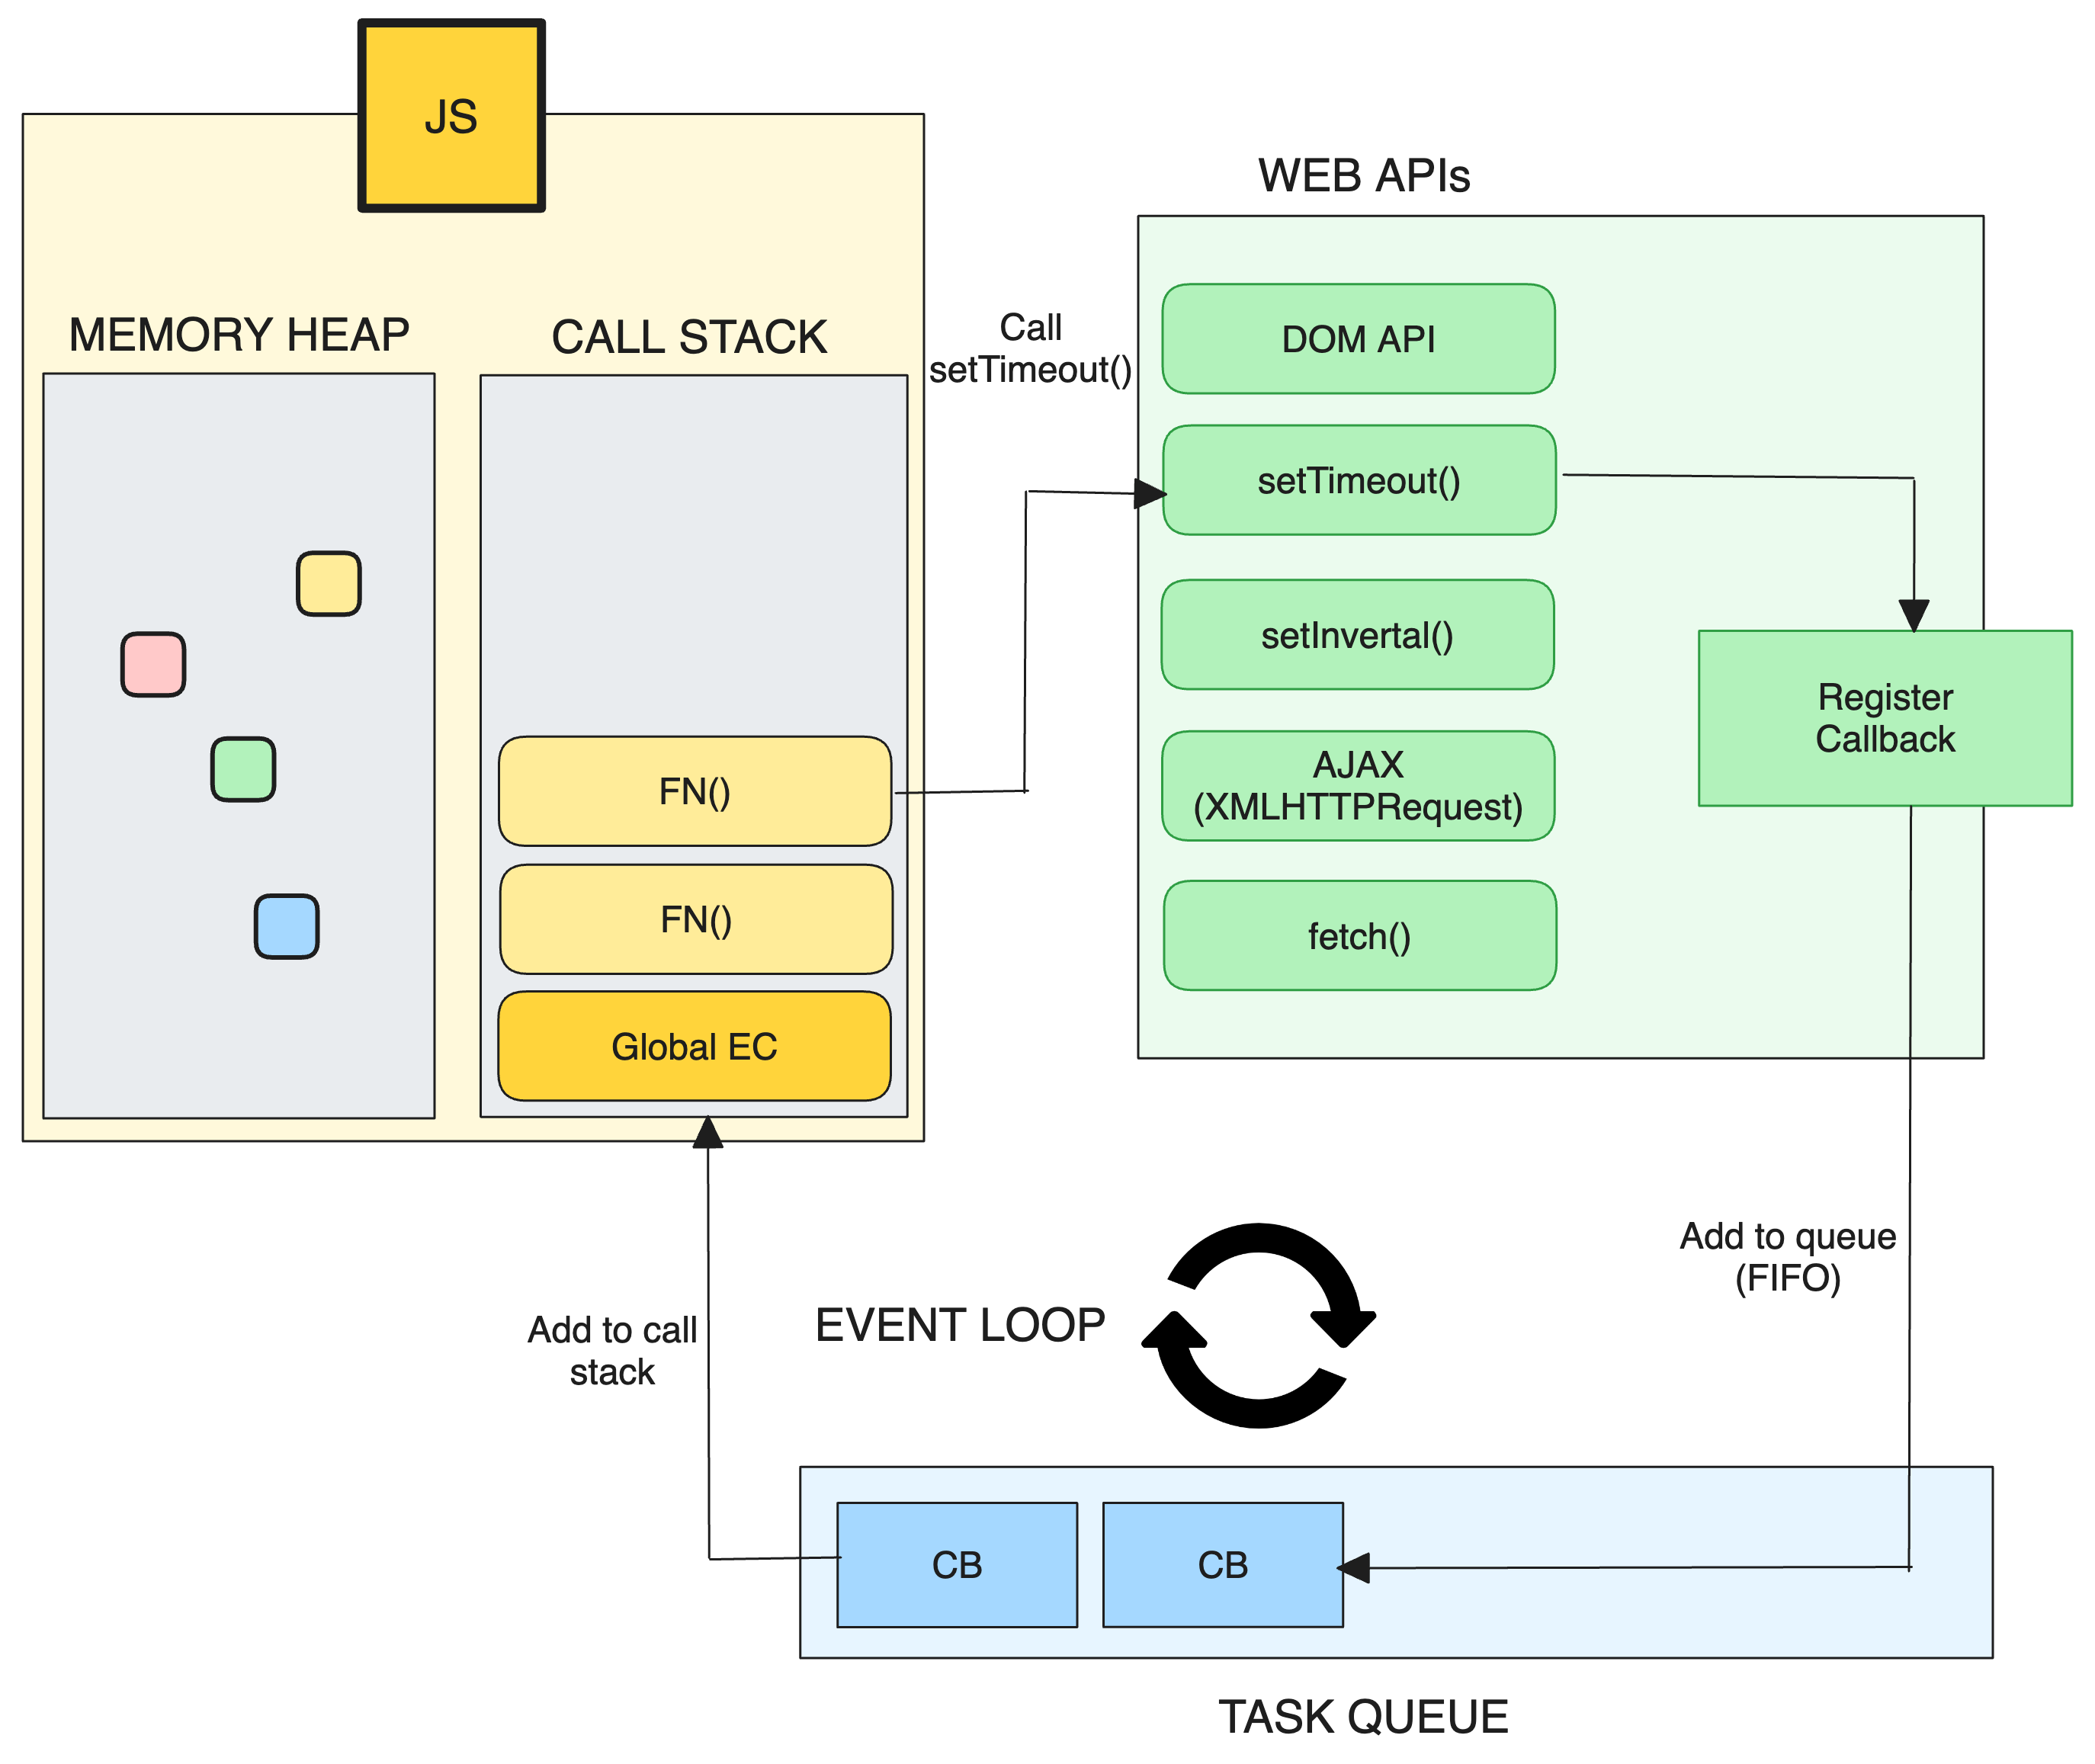 JS
MEMORY HEAP
CALL STACK
FN()
FN()
Global EC
Call
setTimeout()
WEB APIs
DOM API
setTimeout()
setInvertal()
AJAX
(XMLHTTPRequest)
fetch()
Register
Callback
Add to queue
(FIFO)
EVENT LOOP
Add to call
stack
CB
CB
TASK QUEUE